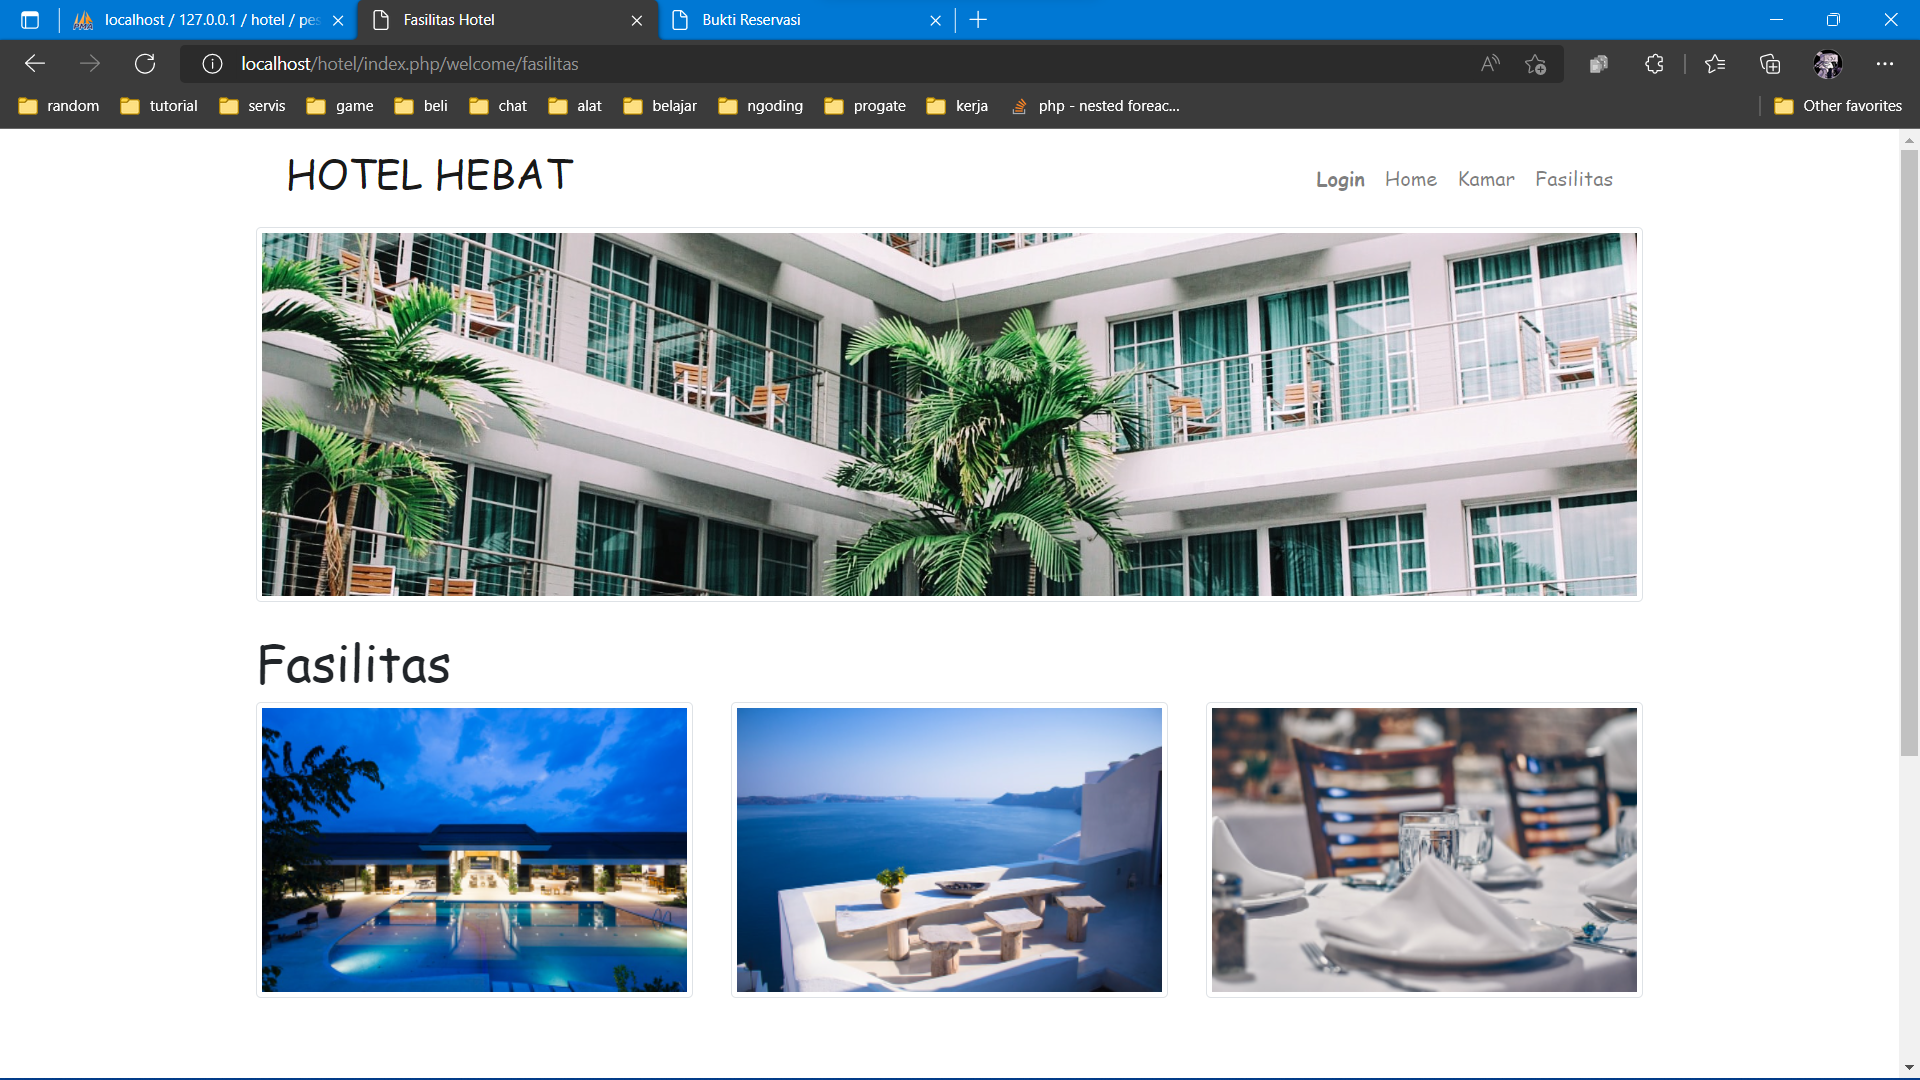 localhost / 127.0.0.1 / hotel / pes
Fasilitas Hotel
Bukti Reservasi
localhost/hotel/index.php/welcome/fasilitas
random
tutorial
servis
game
beli
chat
alat
belajar
ngoding
progate
kerja
php - nested foreac...
Other favorites
HOTEL HEBAT
Login Home Kamar Fasilitas
Fasilitas